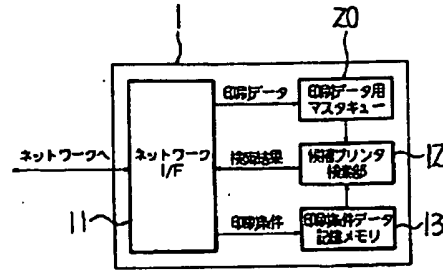 1
20
印刷データ
印刷データ用
マスタキュー
ネットワークへ
ネットワーク
I/F
検索結果
候補プリンタ
検索部
12
11
印刷条件
印刷条件データ
記憶メモリ
13